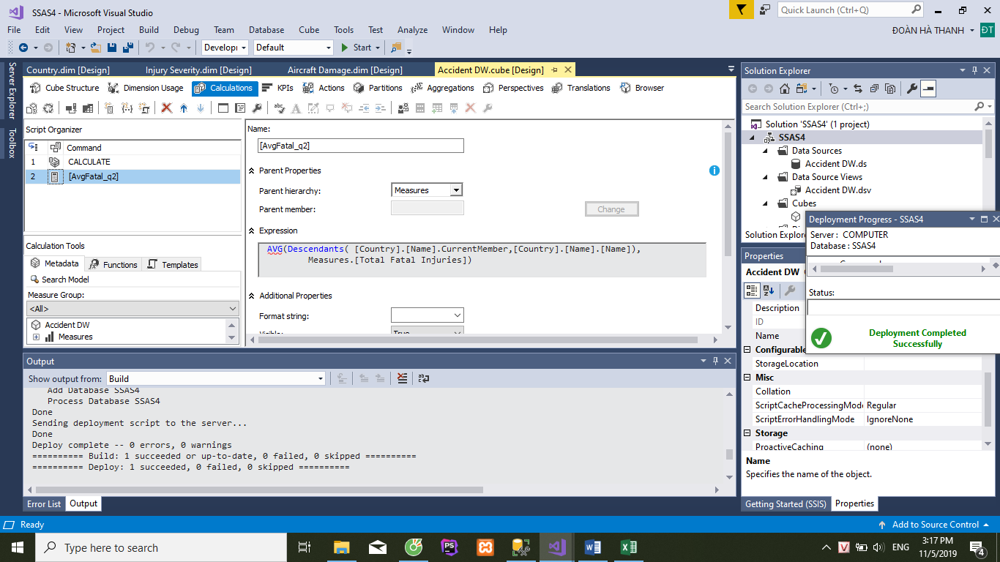 SSAS4 - Microsoft Visual Studio
Quick Launch (Ctrl+Q)
File Edit View Project Build Debug Team Database Cube Tools Test Analyze Window Help
ĐOÀN HÀ THANH ĐT
Developı Default Start
Server Explorer
Toolbox
Country.dim [Design] Injury Severity.dim [Design] Aircraft Damage.dim [Design] Accident DW.cube [Design]
Cube Structure Dimension Usage Calculations KPIs Actions Partitions Aggregations Perspectives Translations Browser
Script Organizer
Command
1 CALCULATE
2 [AvgFatal_q2]
Calculation Tools
Metadata Functions Templates
Search Model
Measure Group:
<All>
Accident DW
Measures
Name:
[AvgFatal_q2]
Parent Properties
Parent hierarchy: Measures
Parent member: Change
Expression
AVG(Descendants( [Country].[Name].CurrentMember,[Country].[Name].[Name]),
Measures.[Total Fatal Injuries])
Additional Properties
Format string:
Output
Show output from: Build
Add Database SSAS4
Process Database SSAS4
Done
Sending deployment script to the server...
Done
Deploy complete -- 0 errors, 0 warnings
========== Build: 1 succeeded or up-to-date, 0 failed, 0 skipped ==========
========== Deploy: 1 succeeded, 0 failed, 0 skipped ==========
Error List Output
Solution Explorer
Search Solution Explorer (Ctrl+;)
Solution 'SSAS4' (1 project)
SSAS4
Data Sources
Accident DW.ds
Data Source Views
Accident DW.dsv
Cubes
Solution Explor
Deployment Progress - SSAS4
Server : COMPUTER
Database : SSAS4
Status:
Deployment Completed
Successfully
Properties
Accident DW
Description
ID
Name
Configurable
StorageLocation
Misc
Collation
ScriptCacheProcessingMode Regular
ScriptErrorHandlingMode IgnoreNone
Storage
ProactiveCaching (none)
Name
Specifies the name of the object.
Getting Started (SSIS) Properties
Ready
Add to Source Control
Type here to search
PS
ENG
3:17 PM
11/5/2019
4